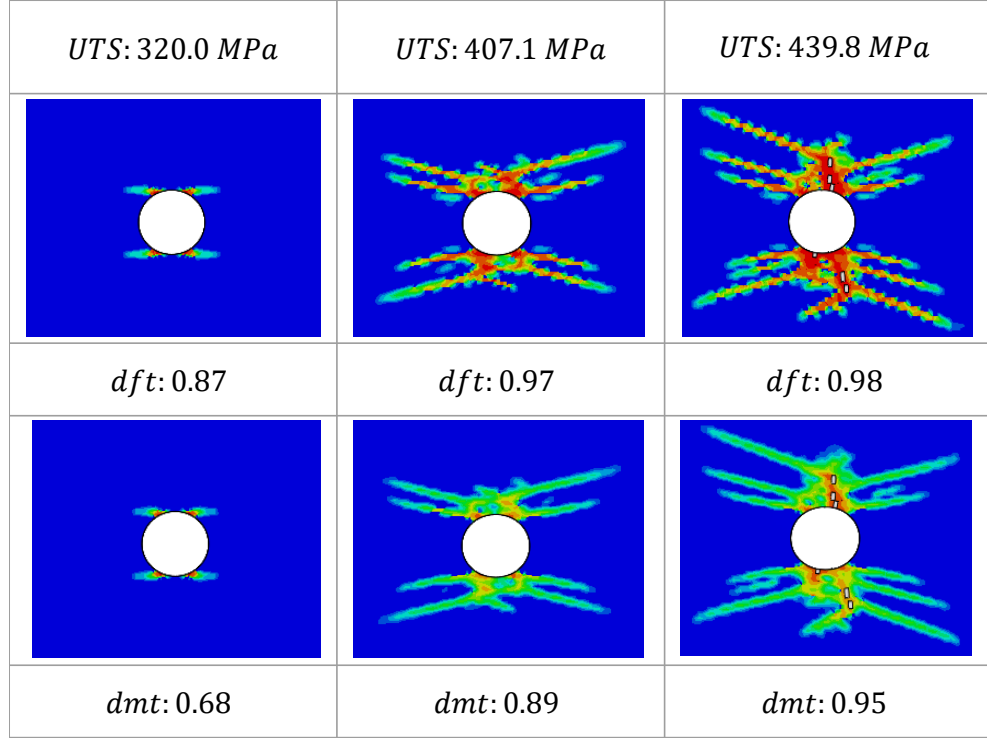 UTS: 320.0 MPa
UTS: 407.1 MPa
UTS: 439.8 MPa
dft: 0.87
dft: 0.97
dft: 0.98
dmt: 0.68
dmt: 0.89
dmt: 0.95